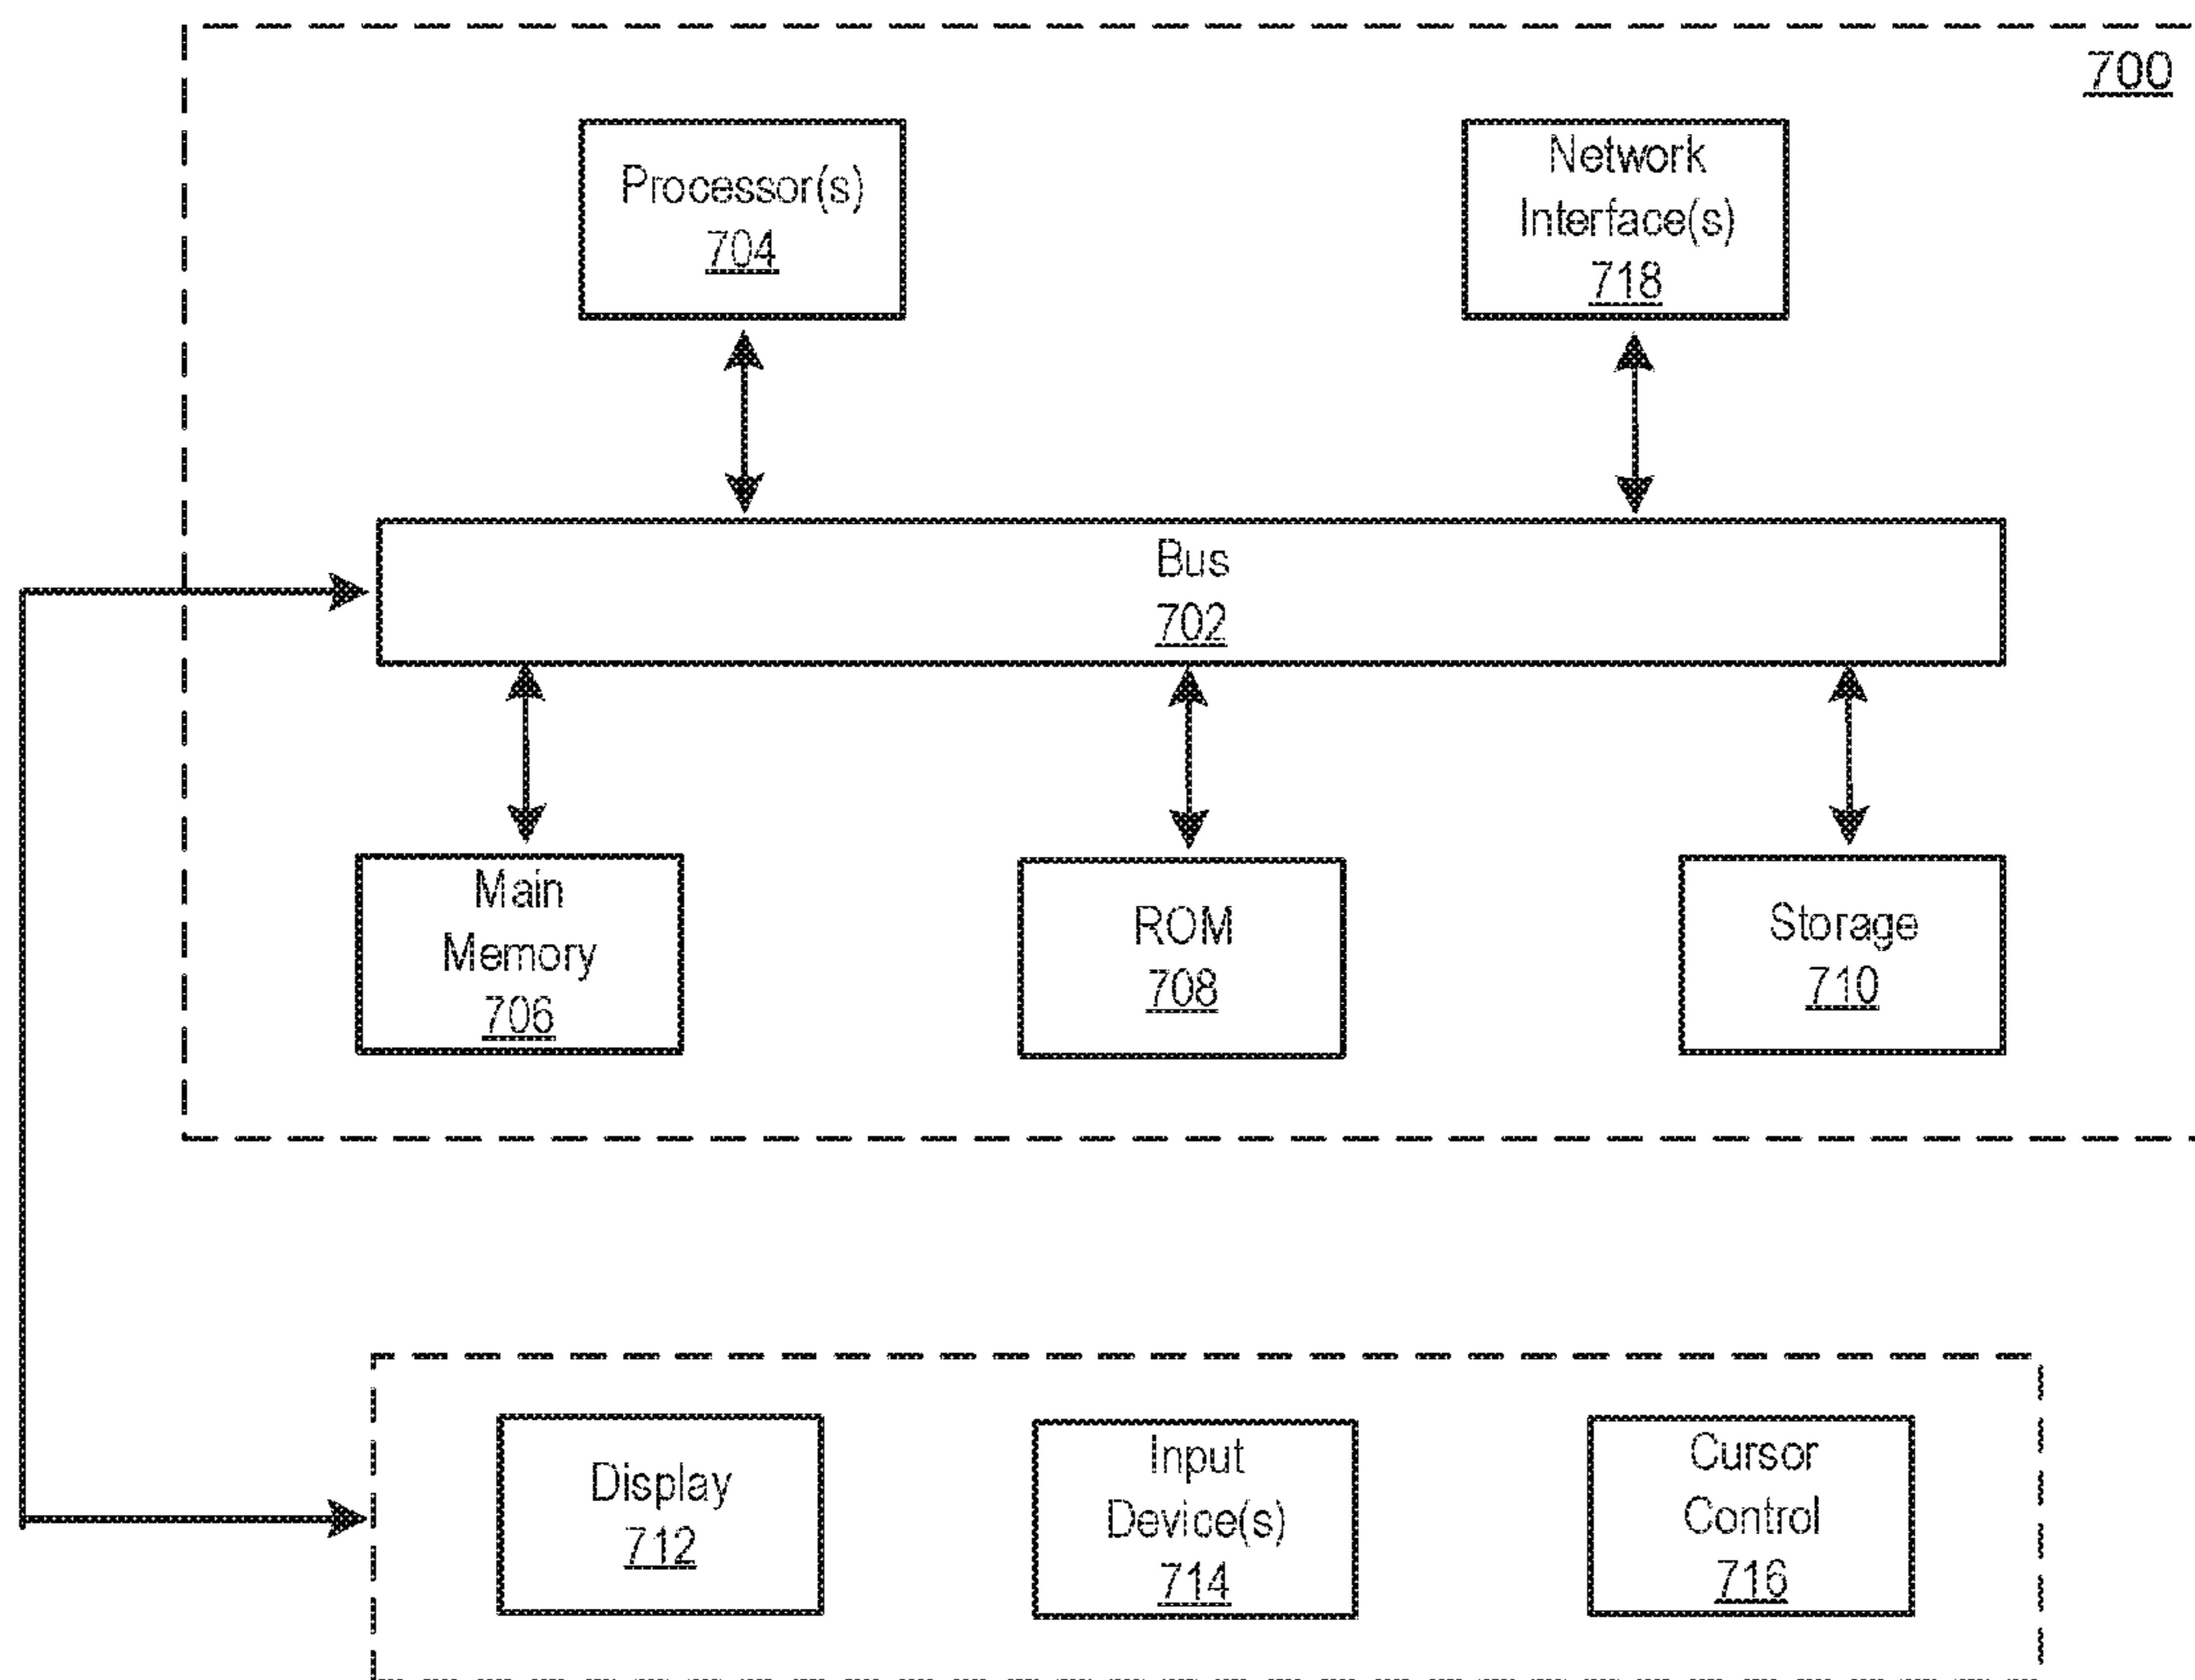 700
Processor(s)
704
Network
Interface(s)
718
Bus
702
Main
Memory
706
ROM
708
Storage
710
Display
712
Input
Device(s)
714
Cursor
Control
716